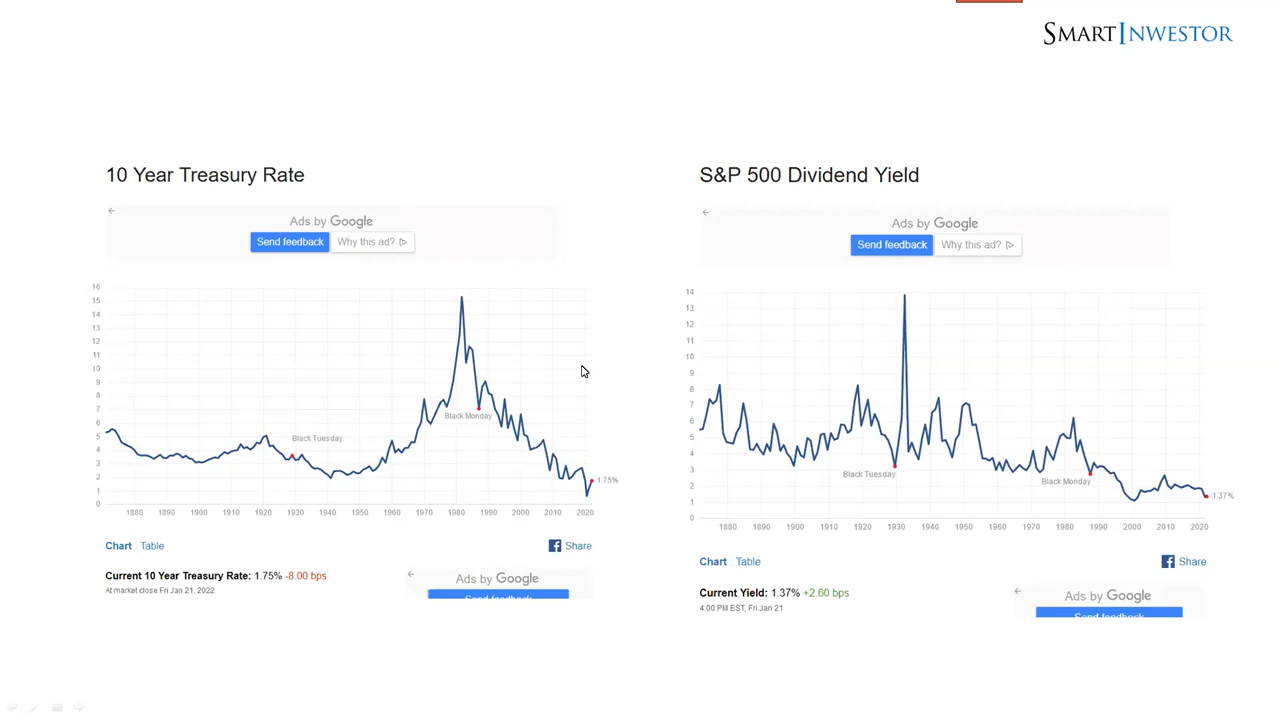 SMARTINWESTOR
10 Year Treasury Rate
Ads by Google
Send feedback
Why this ad?
16
15
14
13
12
11
10
9
8
7
6
5
4
3
2
1
0
Black Tuesday
Black Monday
1.75%
1880 1890 1900 1910 1920 1930 1940 1950 1960 1970 1980 1990 2000 2010 2020
Chart Table
Share
Current 10 Year Treasury Rate: 1.75% -8.00 bps
At market close Fri Jan 21, 2022
Ads by Google
Send feedback
S&P 500 Dividend Yield
Ads by Google
Send feedback
Why this ad?
14
13
12
11
10
9
8
7
6
5
4
3
2
1
0
Black Tuesday
Black Monday
1.37%
1880 1890 1900 1910 1920 1930 1940 1950 1960 1970 1980 1990 2000 2010 2020
Chart Table
Share
Current Yield: 1.37% +2.60 bps
4:00 PM EST, Fri Jan 21
Ads by Google
Send feedback